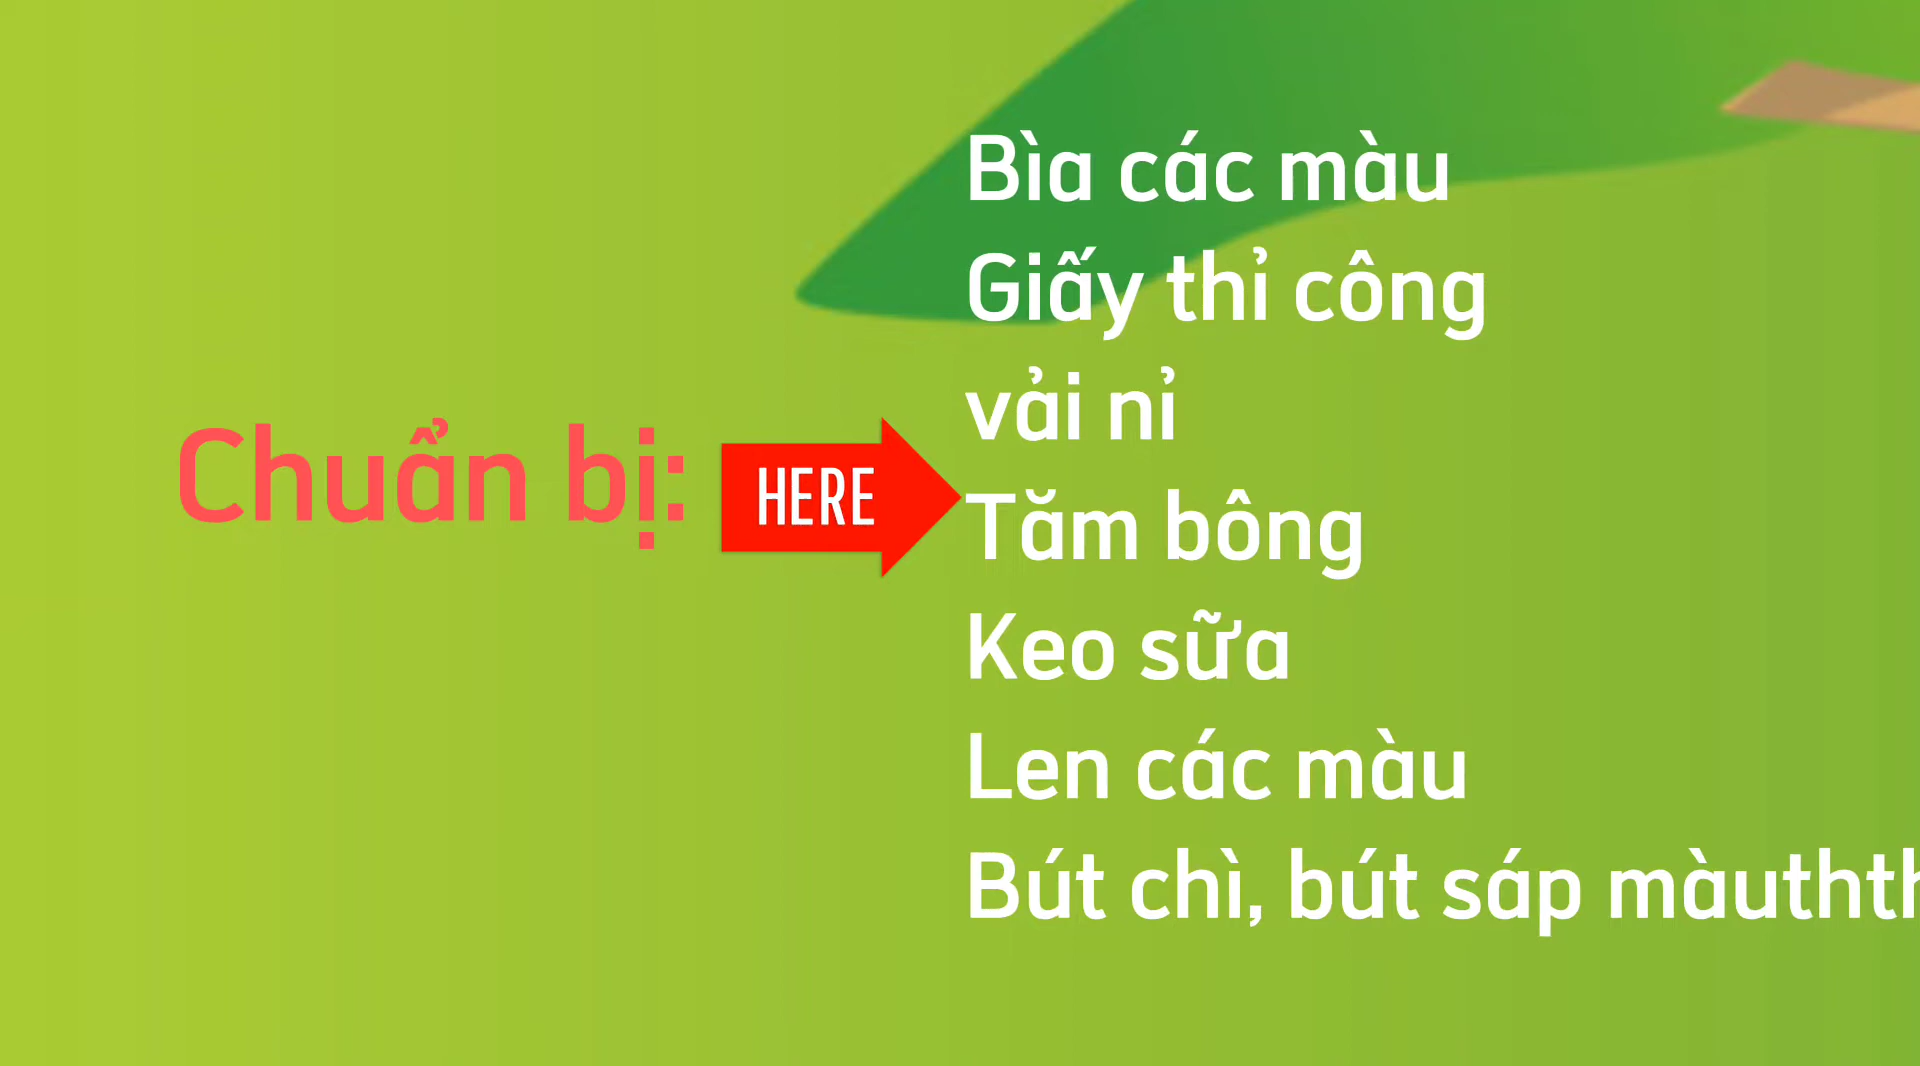 Chuẩn bị:
HERE
Bìa các màu
Giấy thỉ công
vải nỉ
Tăm bông
Keo sữa
Len các màu
Bút chì, bút sáp màuthth